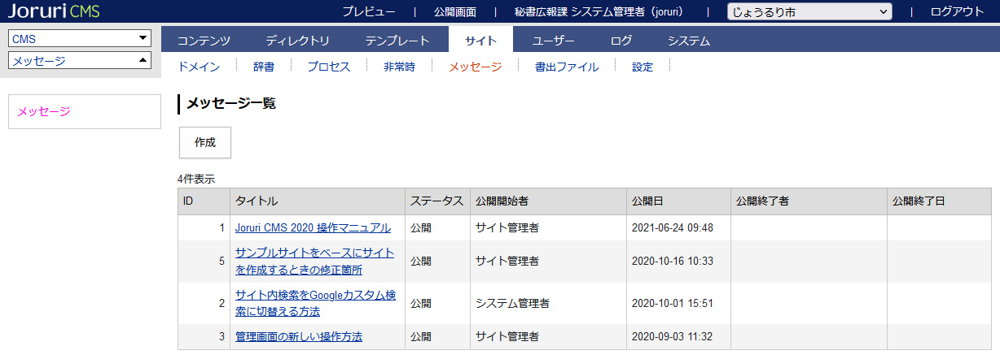 Joruri CMS
プレビュー | 公開画面 | 秘書広報課 システム管理者（joruri） | じょうるり市 | ログアウト
CMS
メッセージ
コンテンツ ディレクトリ テンプレート サイト ユーザー ログ システム
ドメイン 辞書 プロセス 非常時 メッセージ 書出ファイル 設定
メッセージ
メッセージ一覧
作成
4件表示
ID タイトル ステータス 公開開始者 公開日 公開終了者 公開終了日
1 Joruri CMS 2020 操作マニュアル 公開 サイト管理者 2021-06-24 09:48
5 サンプルサイトをベースにサイト
を作成するときの修正箇所 公開 サイト管理者 2020-10-16 10:33
2 サイト内検索をGoogleカスタム検
索に切替える方法 公開 システム管理者 2020-10-01 15:51
3 管理画面の新しい操作方法 公開 サイト管理者 2020-09-03 11:32